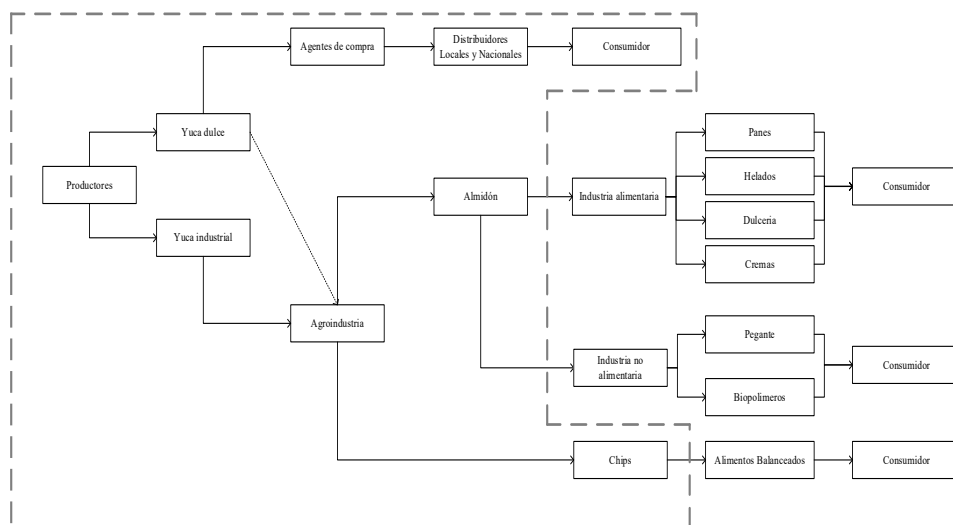 Agentes de compra
Distribuidores
Locales y Nacionales
Consumidor
Yuca dulce
Panes
Productores
Helados
Consumidor
Almidón
Industria alimentaria
Dulceria
Yuca industrial
Cremas
Agroindustria
Pegante
Industria no
alimentaria
Consumidor
Biopolimeros
Chips
Alimentos Balanceados
Consumidor